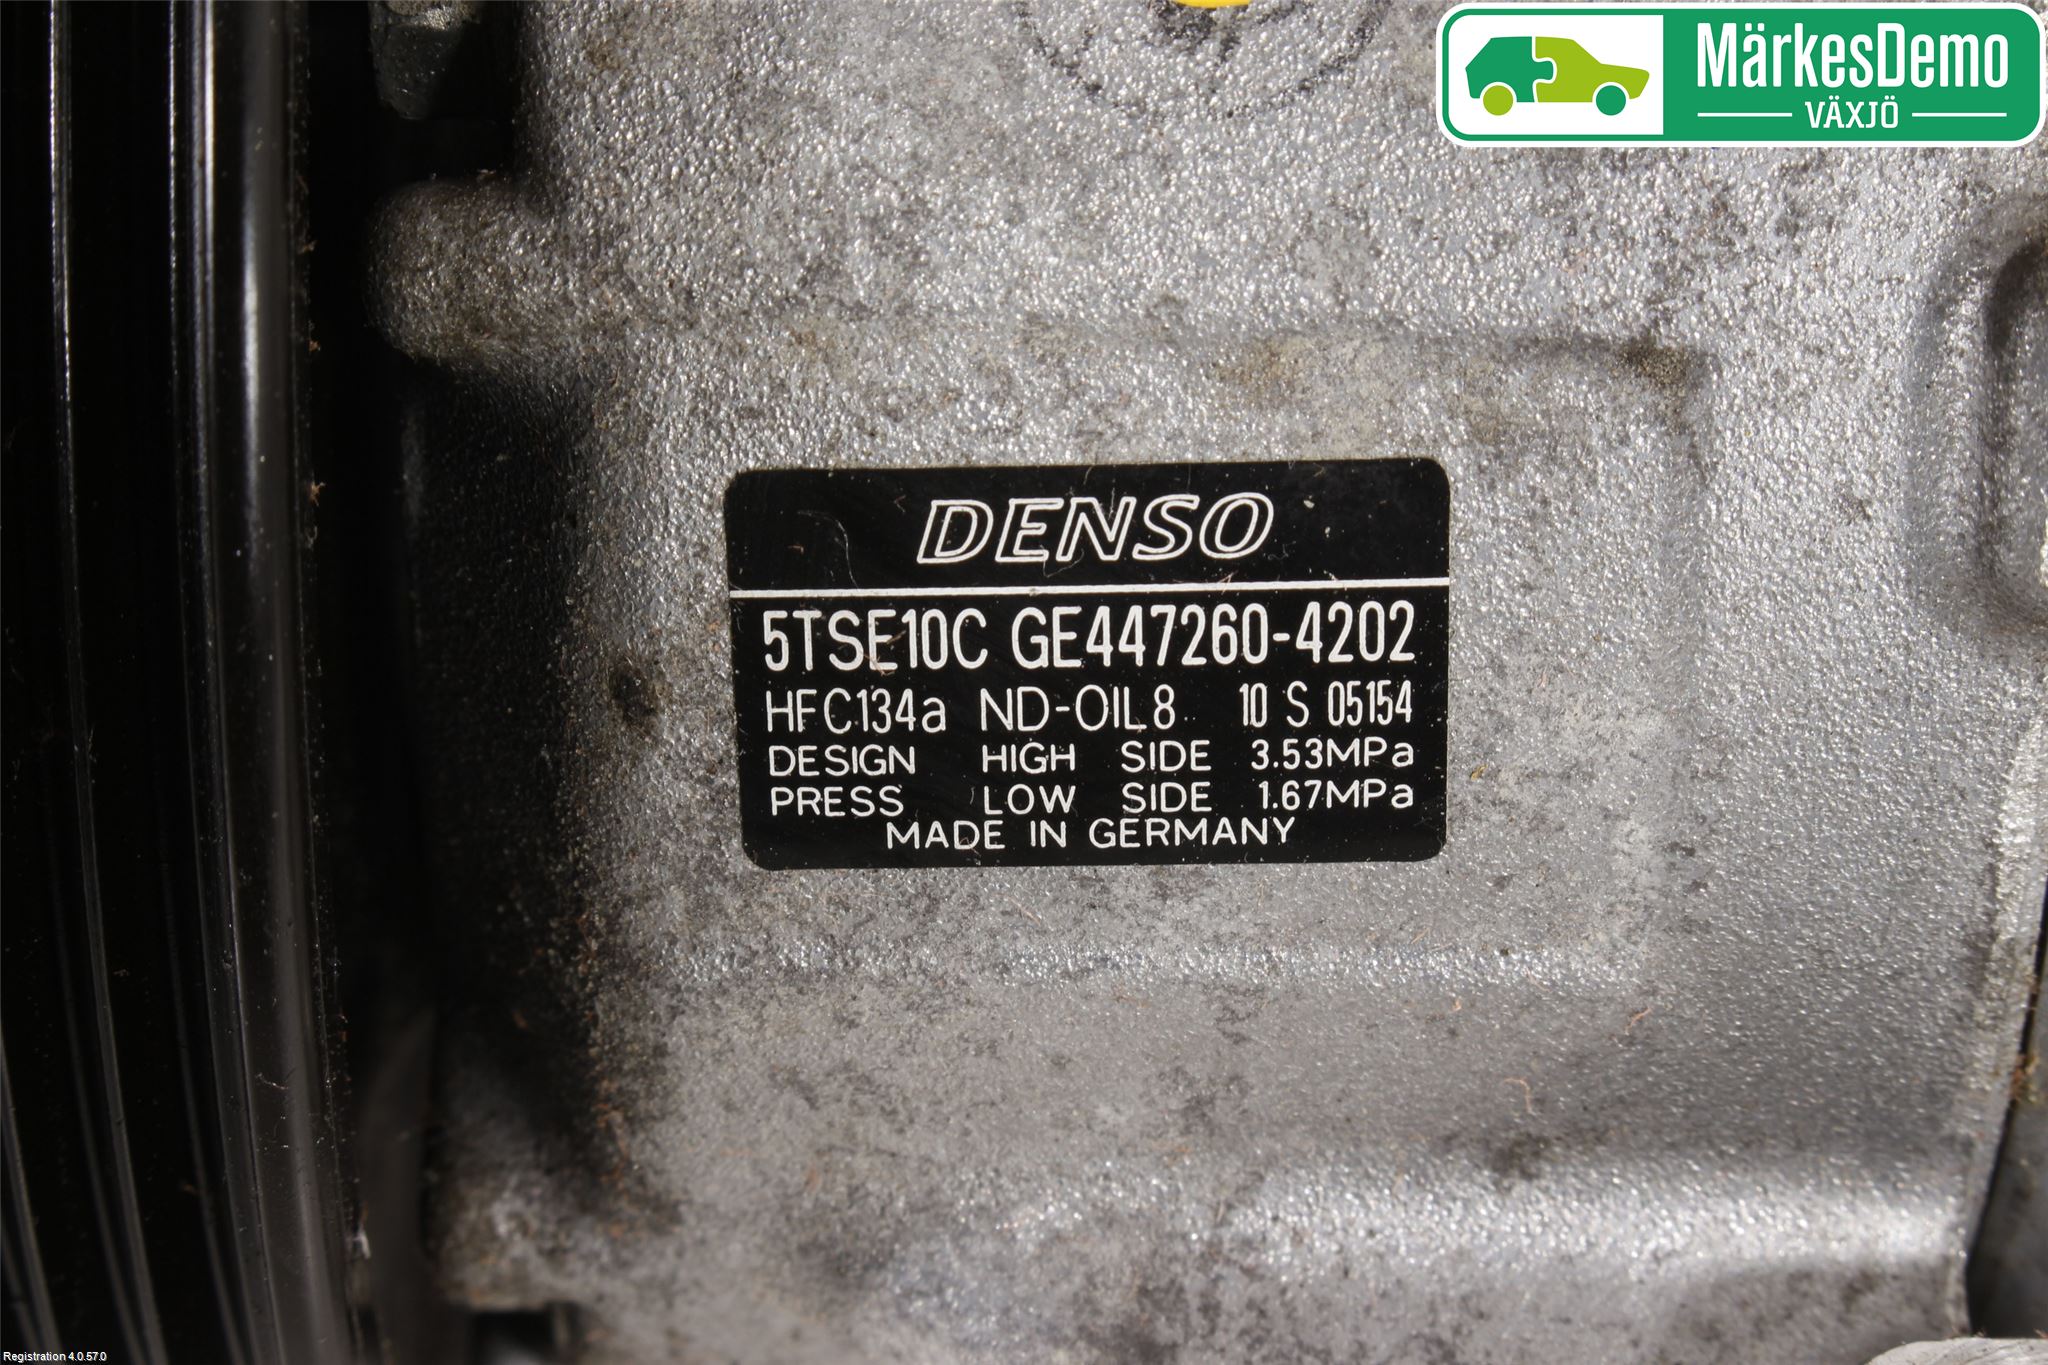 MärkesDemo
VÄXJÖ
DENSO
5TSE10C GE447260-4202
HFC134a ND-OIL8 10 S 05154
DESIGN HIGH SIDE 3.53MPa
PRESS LOW SIDE 1.67MPa
MADE IN GERMANY
Registration 4.0.57.0